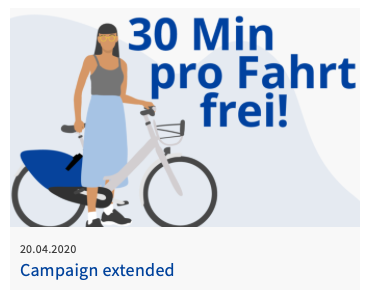 30 Min
pro Fahrt
frei!
20.04.2020
Campaign extended